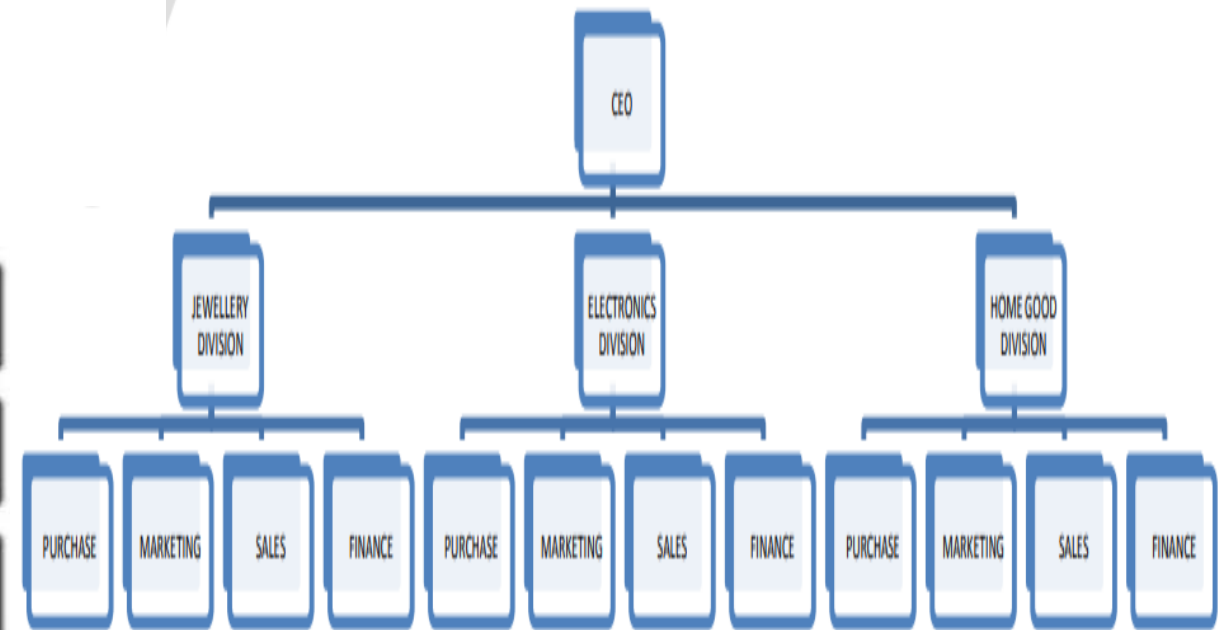 CEO
JEWELLERY
DIVISION
ELECTRONICS
DIVISION
HOME GOOD
DIVISION
PURCHASE
MARKETING
SALES
FINANCE
PURCHASE
MARKETING
SALES
FINANCE
PURCHASE
MARKETING
SALES
FINANCE